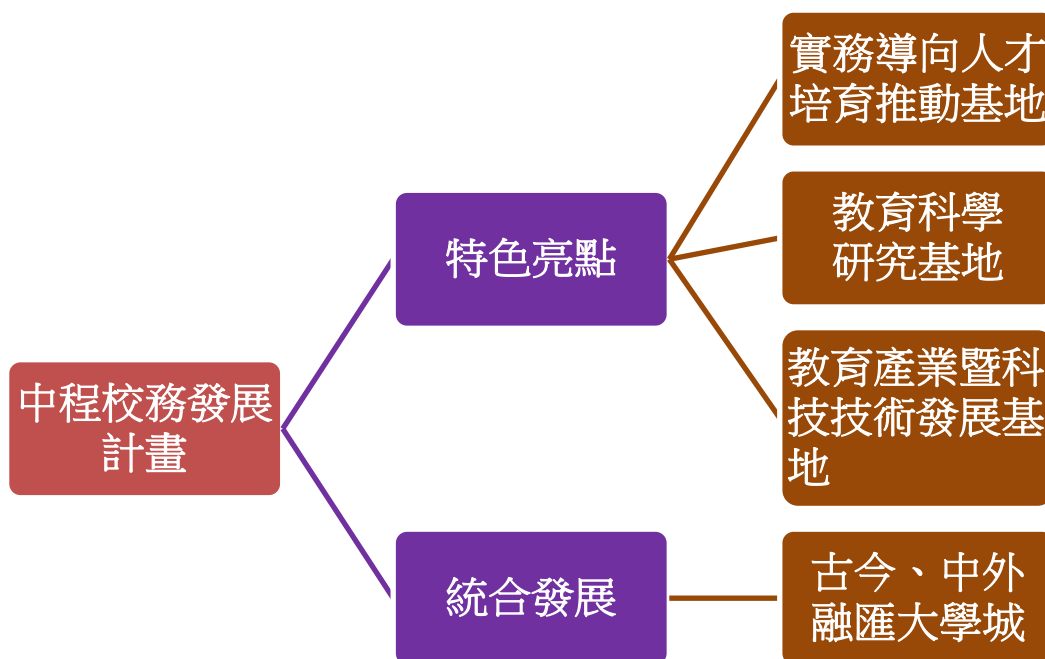 中程校務發展
計畫
特色亮點
統合發展
實務導向人才
培育推動基地
教育科學
研究基地
教育產業暨科
技技術發展基
地
古今、中外
融匯大學城